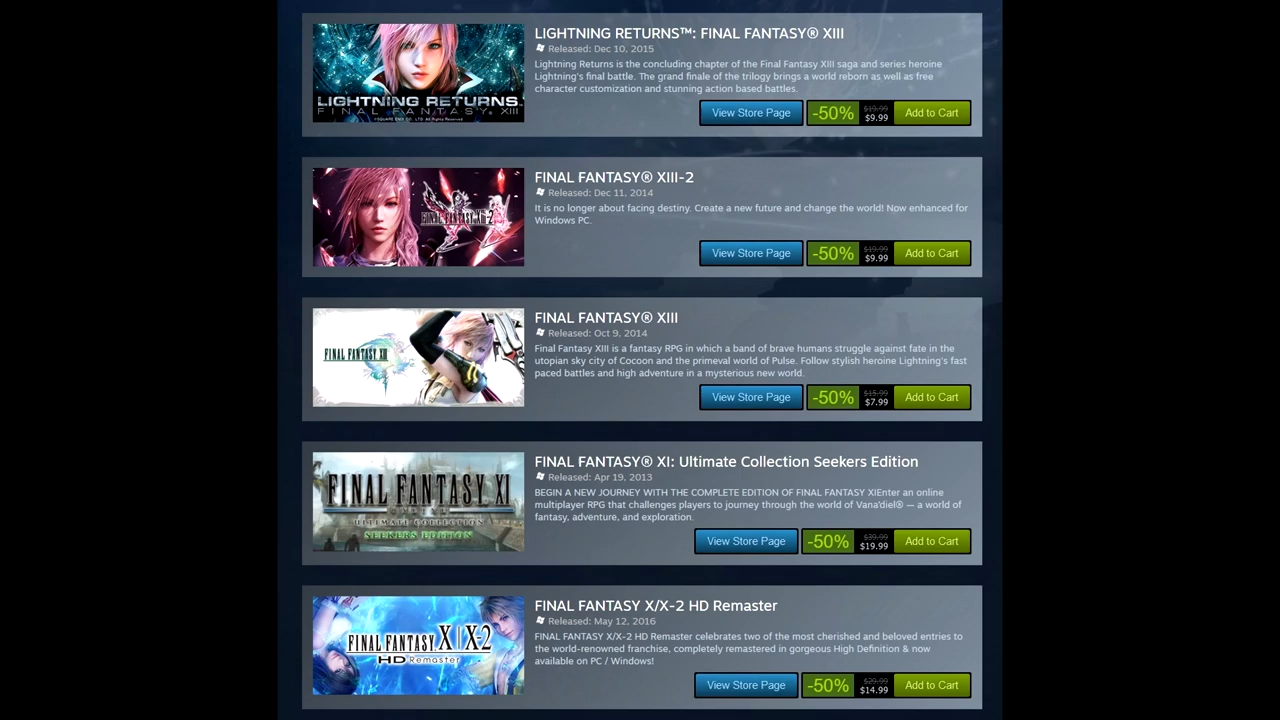 LIGHTNING RETURNS™: FINAL FANTASY® XIII
Released: Dec 10, 2015
Lightning Returns is the concluding chapter of the Final Fantasy XIII saga and series heroine
Lightning's final battle. The grand finale of the trilogy brings a world reborn as well as free
character customization and stunning action based battles.
LIGHTNING RETURNS™
FINAL FANTASY® XIII
View Store Page
-50%
$19.99
$9.99
Add to Cart
FINAL FANTASY® XIII-2
Released: Dec 11, 2014
It is no longer about facing destiny. Create a new future and change the world! Now enhanced for
Windows PC.
FINAL FANTASY XIII-2
View Store Page
-50%
$19.99
$9.99
Add to Cart
FINAL FANTASY® XIII
Released: Oct 9, 2014
Final Fantasy XIII is a fantasy RPG in which a band of brave humans struggle against fate in the
utopian sky city of Cocoon and the primeval world of Pulse. Follow stylish heroine Lightning's fast
paced battles and high adventure in a mysterious new world.
FINAL FANTASY XIII
View Store Page
-50%
$15.99
$7.99
Add to Cart
FINAL FANTASY® XI: Ultimate Collection Seekers Edition
Released: Apr 19, 2013
BEGIN A NEW JOURNEY WITH THE COMPLETE EDITION OF FINAL FANTASY XIEnter an online
multiplayer RPG that challenges players to journey through the world of Vana'diel® — a world of
fantasy, adventure, and exploration.
FINAL FANTASY XI
ONLINE
ULTIMATE COLLECTION
SEEKERS EDITION
View Store Page
-50%
$39.99
$19.99
Add to Cart
FINAL FANTASY X/X-2 HD Remaster
Released: May 12, 2016
FINAL FANTASY X/X-2 HD Remaster celebrates two of the most cherished and beloved entries to
the world-renowned franchise, completely remastered in gorgeous High Definition & now
available on PC / Windows!
FINAL FANTASY X|X-2
HD Remaster
View Store Page
-50%
$29.99
$14.99
Add to Cart